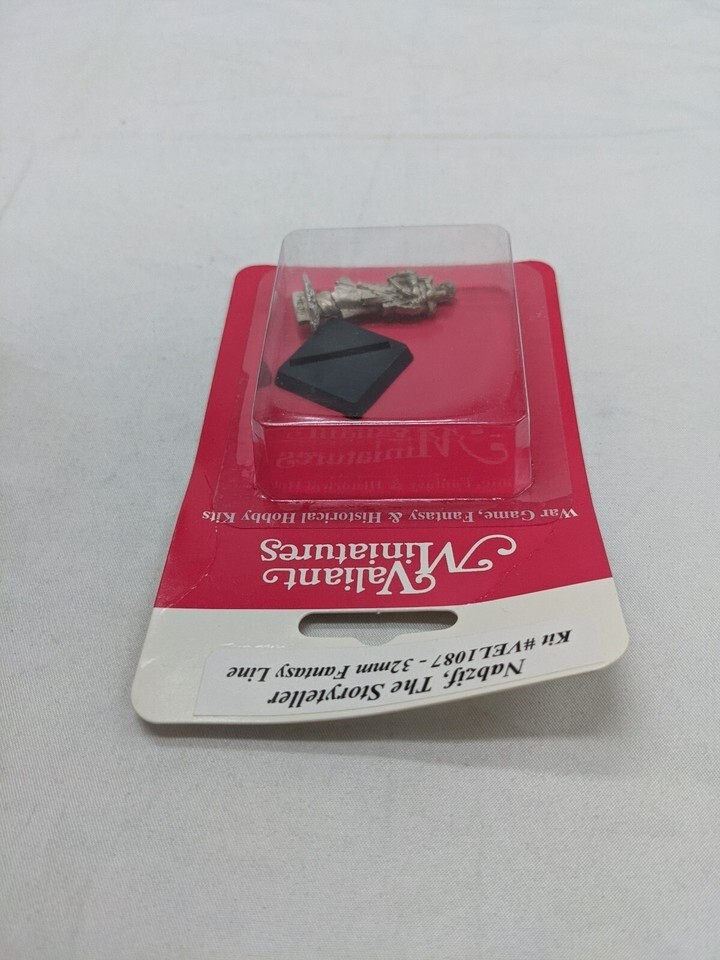 Nabzif, The Storyteller
Kit #VEL1087 - 32mm Fantasy Line
Valiant
Miniatures
War Game, Fantasy & Historical Hobby Kits